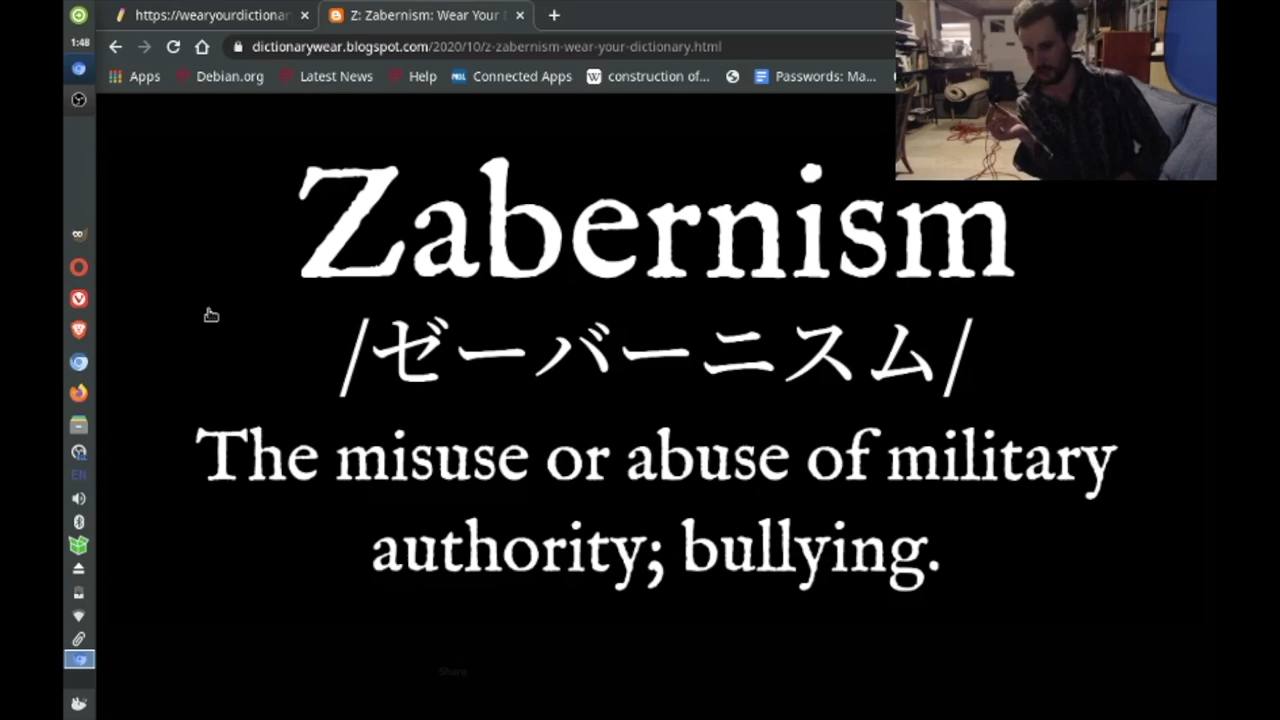 https://wearyourdictionar
Z: Zabernism: Wear Your
1:48
dictionarywear.blogspot.com/2020/10/z-zabernism-wear-your-dictionary.html
Apps Debian.org Latest News Help Connected Apps construction of... Passwords: Ma...
Zabernism
/ゼーバーニスム/
The misuse or abuse of military
authority; bullying.
EN
Share